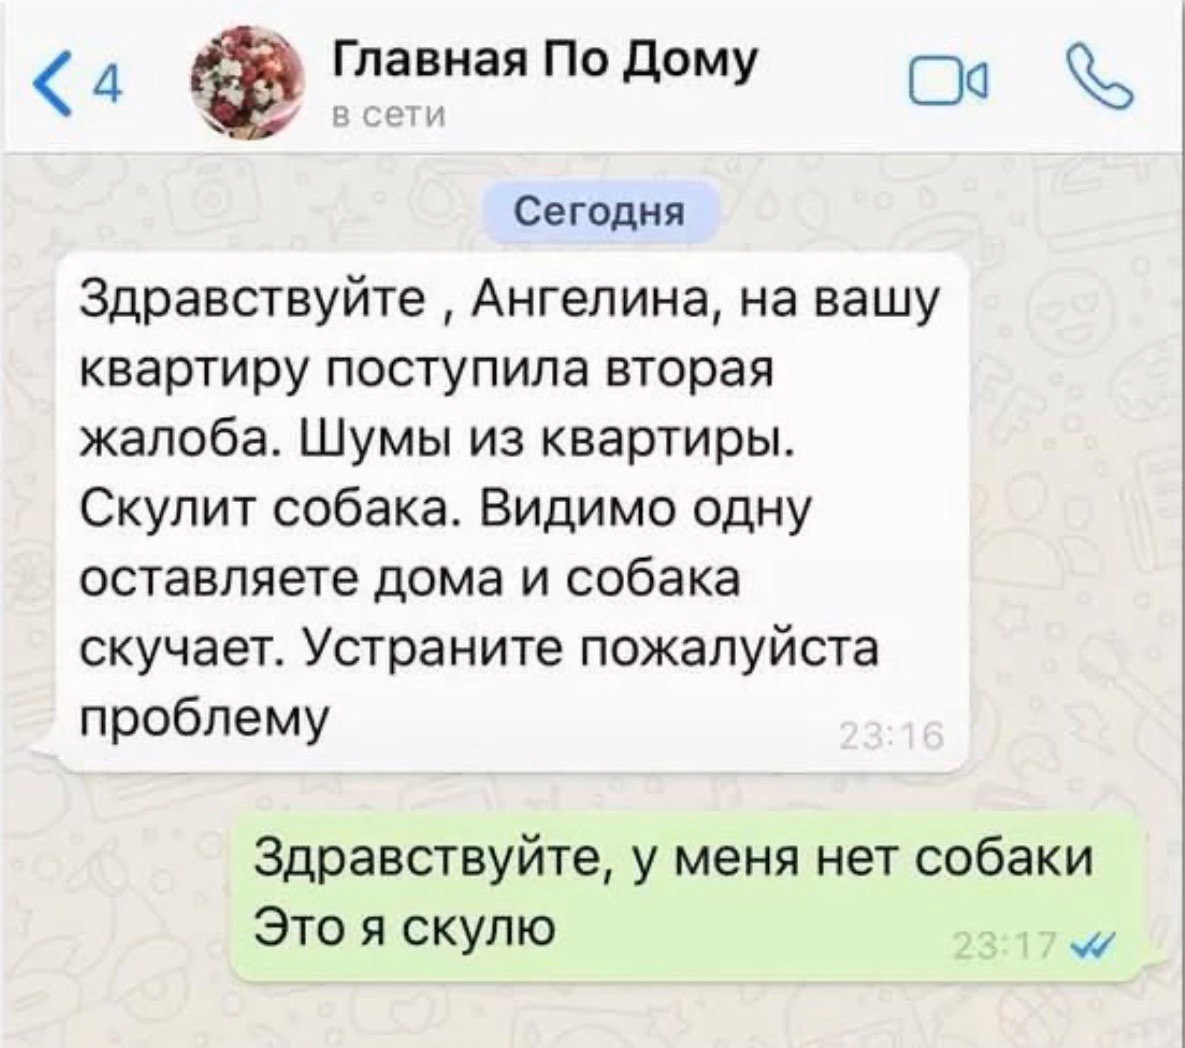 4
Главная По Дому
в сети
Сегодня
Здравствуйте , Ангелина, на вашу
квартиру поступила вторая
жалоба. Шумы из квартиры.
Скулит собака. Видимо одну
оставляете дома и собака
скучает. Устраните пожалуйста
проблему
23:16
Здравствуйте, у меня нет собаки
Это я скулю
23:17